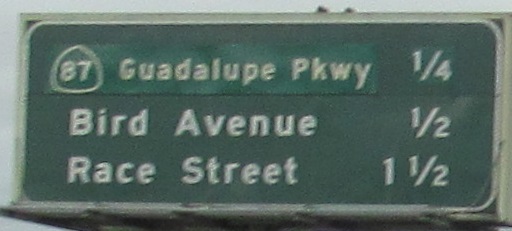 87 Guadalupe Pkwy 1/4
Bird Avenue 1/2
Race Street 1 1/2